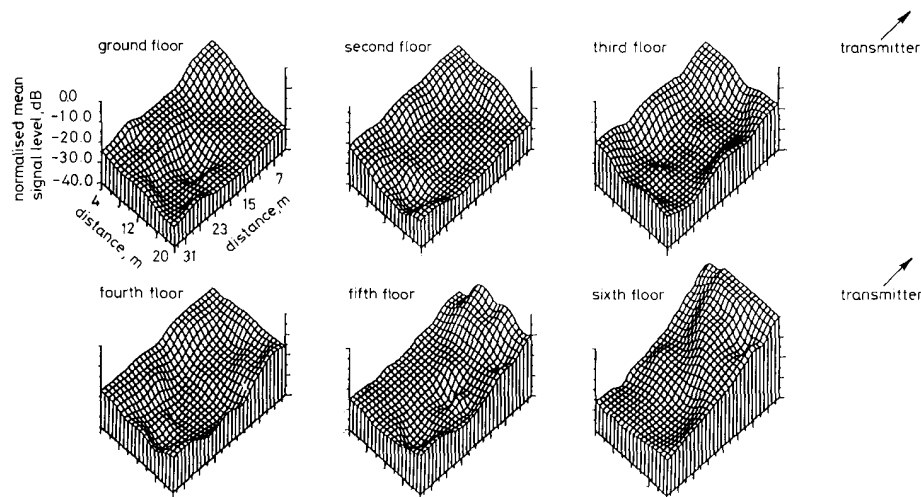 ground floor
second floor
third floor
transmitter
normalised mean
signal level, dB
0.0
-10.0
-20.0
-30.0
-40.0
4
12
20
distance, m
31
23
15
7
distance, m
fourth floor
fifth floor
sixth floor
transmitter